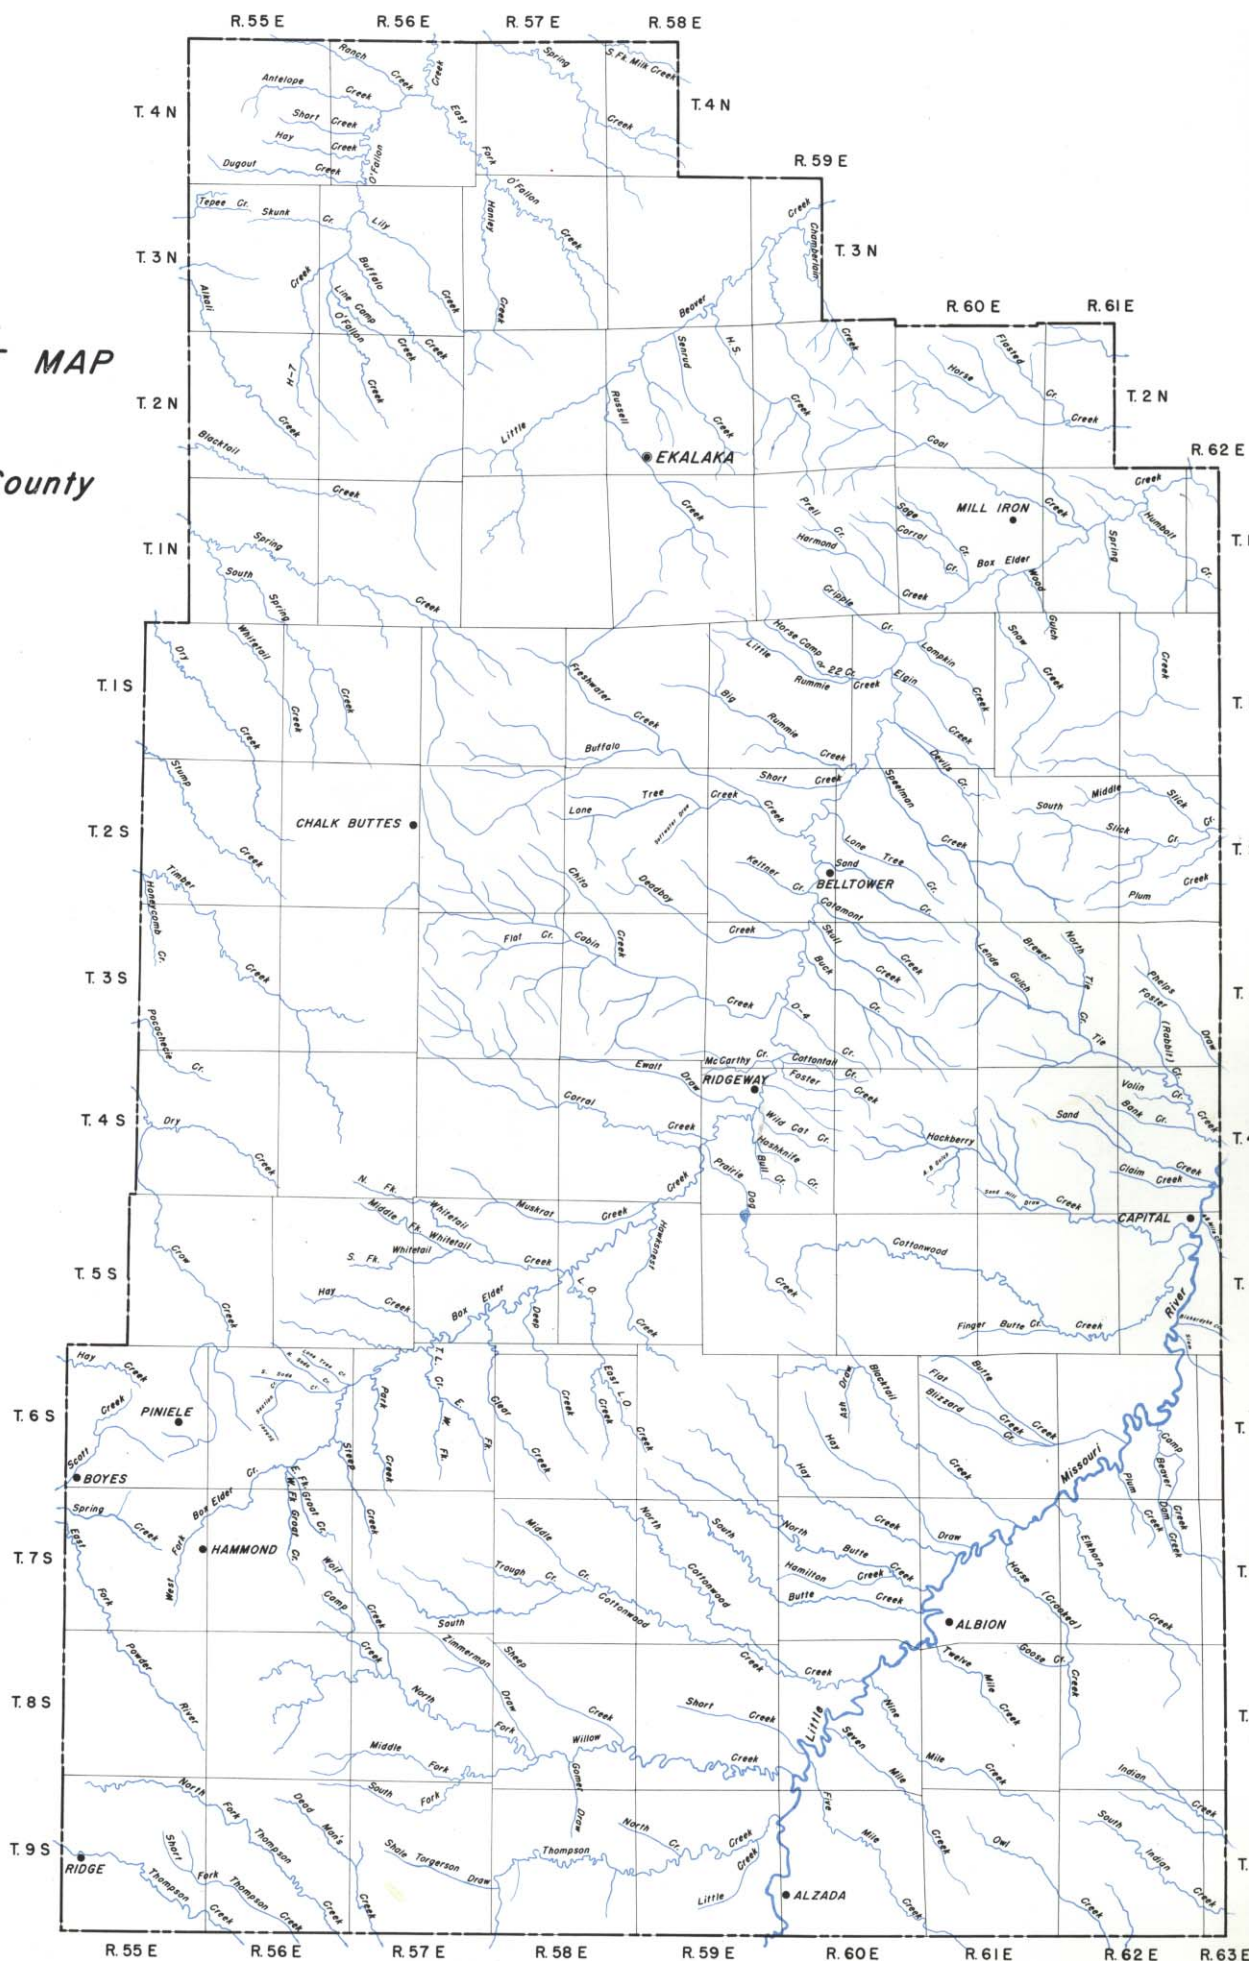 R. 55 E R. 56 E R. 57 E R. 58 E
T. 4 N
T. 4 N
Ranch Creek
Creek
Spring Creek
S. Fk. Milk Creek
Antelope Creek
Short Creek
Hay Creek
Dugout Creek
O'Fallon
East Fork O'Fallon Creek
R. 59 E
T. 3 N
T. 3 N
Tepee Cr.
Skunk Cr.
Lily Creek
Hanley Creek
Creek
Chamberlain Creek
Alkali Creek
Creek
H-7
Buffalo Creek
Line Camp Creek
O'Fallon Creek
Beaver
R. 60 E R. 61 E
MAP
T. 2 N
T. 2 N
Senrud Creek
H. S. Creek
Russell Creek
Little
Horse Creek
Flasted Cr.
Blacktail Creek
Coal Creek
EKALAKA
R. 62 E
County
T. 1 N
MILL IRON
Prell Cr.
Sage Cr.
Corral Cr.
Harmond Creek
Box Elder
Creek
Humbolt Cr.
Spring Creek
Wood Gulch
Spring Creek
South Spring Creek
Whitetail Creek
Cripple Cr.
Snow Creek
T. 1 S
Dry Creek
Freshwater Creek
Horse Camp or 22 Cr.
Little Rummie Creek
Lampkin Creek
Elgin Creek
Big Rummie Creek
Stump Creek
Buffalo Creek
Short Creek
Devils Cr.
Speelman Creek
T. 2 S
CHALK BUTTES
Lone Tree Creek
South Slick Cr.
Middle Slick Cr.
Plum Creek
Lone Tree Cr.
Sand Cr.
BELLTOWER
Keltner Cr.
Catamont Creek
Timber Creek
Honeycomb Cr.
Chito Creek
Deadboy Creek
T. 3 S
Flat Cr.
Cabin Creek
Skull Creek
Buck Cr.
Lende Gulch
Brewer
North Tie Cr.
Tie
Phelps Draw
Foster (Rabbit) Cr.
D-4 Cr.
Pocochecie Cr.
Ewalt Draw
McCarthy Cr.
Cottontail Cr.
RIDGEWAY
Foster Creek
T. 4 S
Dry Creek
Corral Creek
Wild Cat Cr.
Hashknife Cr.
Bull Cr.
Hackberry Creek
Sand Creek
Volin Cr.
Bank Cr.
Creek
Claim Creek
Sand Hill Draw
Prairie Dog Creek
N. Fk. Whitetail
Middle Fk. Whitetail
S. Fk. Whitetail Creek
Muskrat Creek
Creek
Hawksnest Creek
CAPITAL
T. 5 S
Crow Creek
Hay Creek
Box Elder
L. O.
Deep Creek
Cottonwood Creek
Finger Butte Cr.
River
Hay Creek
Lone Tree Cr.
N. Soda Cr.
S. Soda Cr.
T. L. Cr.
E. Fk.
W. Fk.
Park Creek
Clear Creek
East L. O. Creek
Ash Draw
Blacktail Creek
Flat Creek
Butte Creek
Blizzard Cr.
T. 6 S
PINIELE
Scott Creek
BOYES
Steep Creek
Hay Draw
Missouri
Camp
Plum Creek
Beaver Dam Creek
Creek
Spring Creek
West Fork Box Elder Cr.
E. Fk. Groat Cr.
W. Fk. Groat Cr.
T. 7 S
HAMMOND
East Fork Powder River
Wolf Creek
Camp Creek
Middle Cr.
Trough Cr.
South Cottonwood Creek
North Cottonwood Creek
South Butte Creek
North Butte Creek
Hamilton Creek
Horse (Crooked) Creek
Elkhorn Creek
ALBION
Zimmerman Draw
Sheep Creek
Twelve Mile Creek
Goose Cr.
T. 8 S
North Fork
Middle Fork
South Fork
Willow Creek
Short Creek
Little
Nine Mile Creek
Seven Mile Creek
Gomer Draw
Five Mile Creek
Indian Creek
South Indian Creek
Owl Creek
T. 9 S
RIDGE
North Fork Thompson Creek
Dead Man's Creek
Short Fork Thompson Creek
Thompson Creek
Shale Torgerson Draw
Thompson Creek
North Cr.
Little Creek
ALZADA
R. 55 E R. 56 E R. 57 E R. 58 E R. 59 E R. 60 E R. 61 E R. 62 E R. 63 E